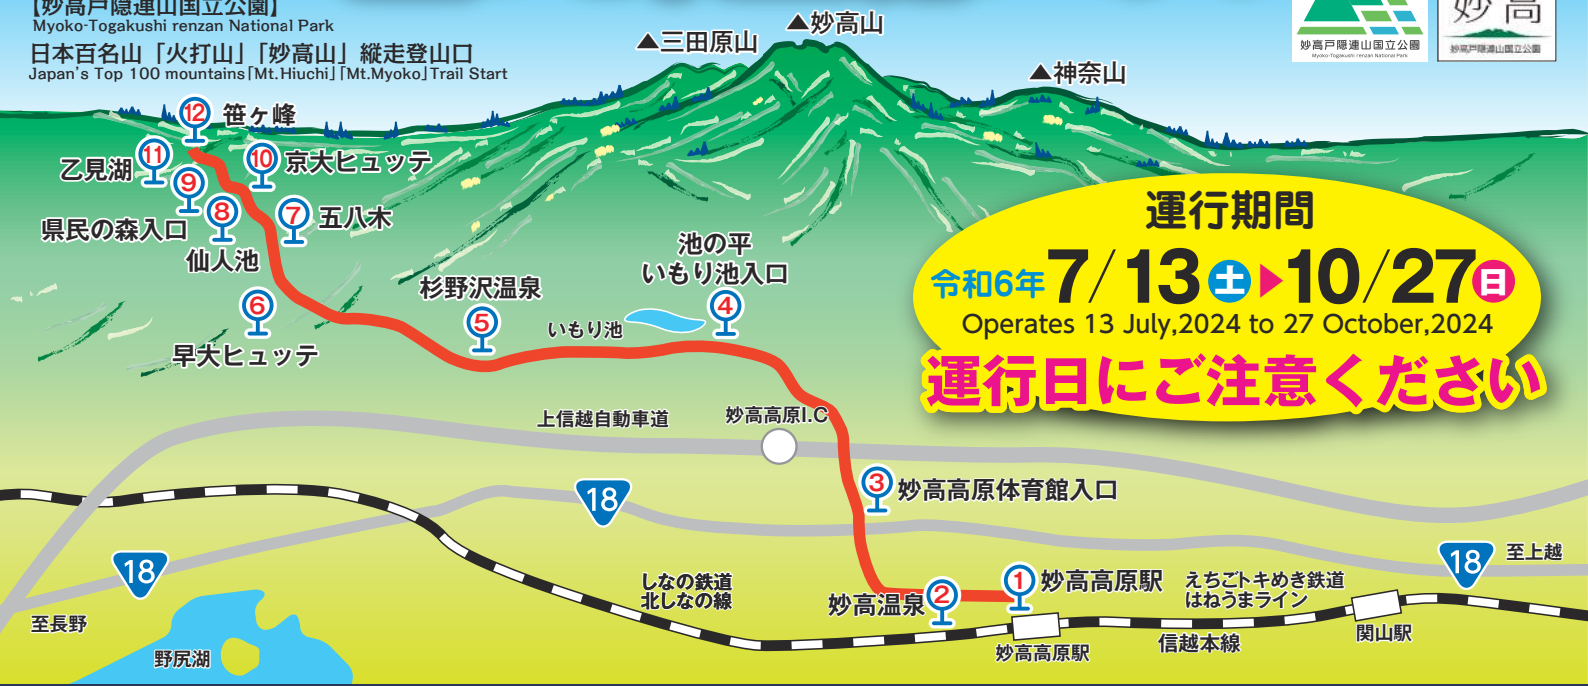 【妙高戸隠連山国立公園】
Myoko-Togakushi renzan National Park
日本百名山「火打山」「妙高山」縦走登山口
Japan's Top 100 mountains「Mt.Hiuchi」「Mt.Myoko」Trail Start
▲三田原山
▲妙高山
▲神奈山
妙高戸隠連山国立公園
Myoko-Togakushi renzan National Park
妙高
妙高戸隠連山国立公園
⑫ 笹ヶ峰
⑪
乙見湖
⑩ 京大ヒュッテ
⑨
県民の森入口
⑧
仙人池
⑦ 五八木
⑥
早大ヒュッテ
杉野沢温泉
⑤
池の平
いもり池入口
④
いもり池
運行期間
令和6年 7/13土▶10/27日
Operates 13 July,2024 to 27 October,2024
運行日にご注意ください
上信越自動車道
妙高高原I.C
③ 妙高高原体育館入口
18
18
18
至上越
至長野
野尻湖
しなの鉄道
北しなの線
妙高温泉 ②
① 妙高高原駅
えちごトキめき鉄道
はねうまライン
妙高高原駅
信越本線
関山駅